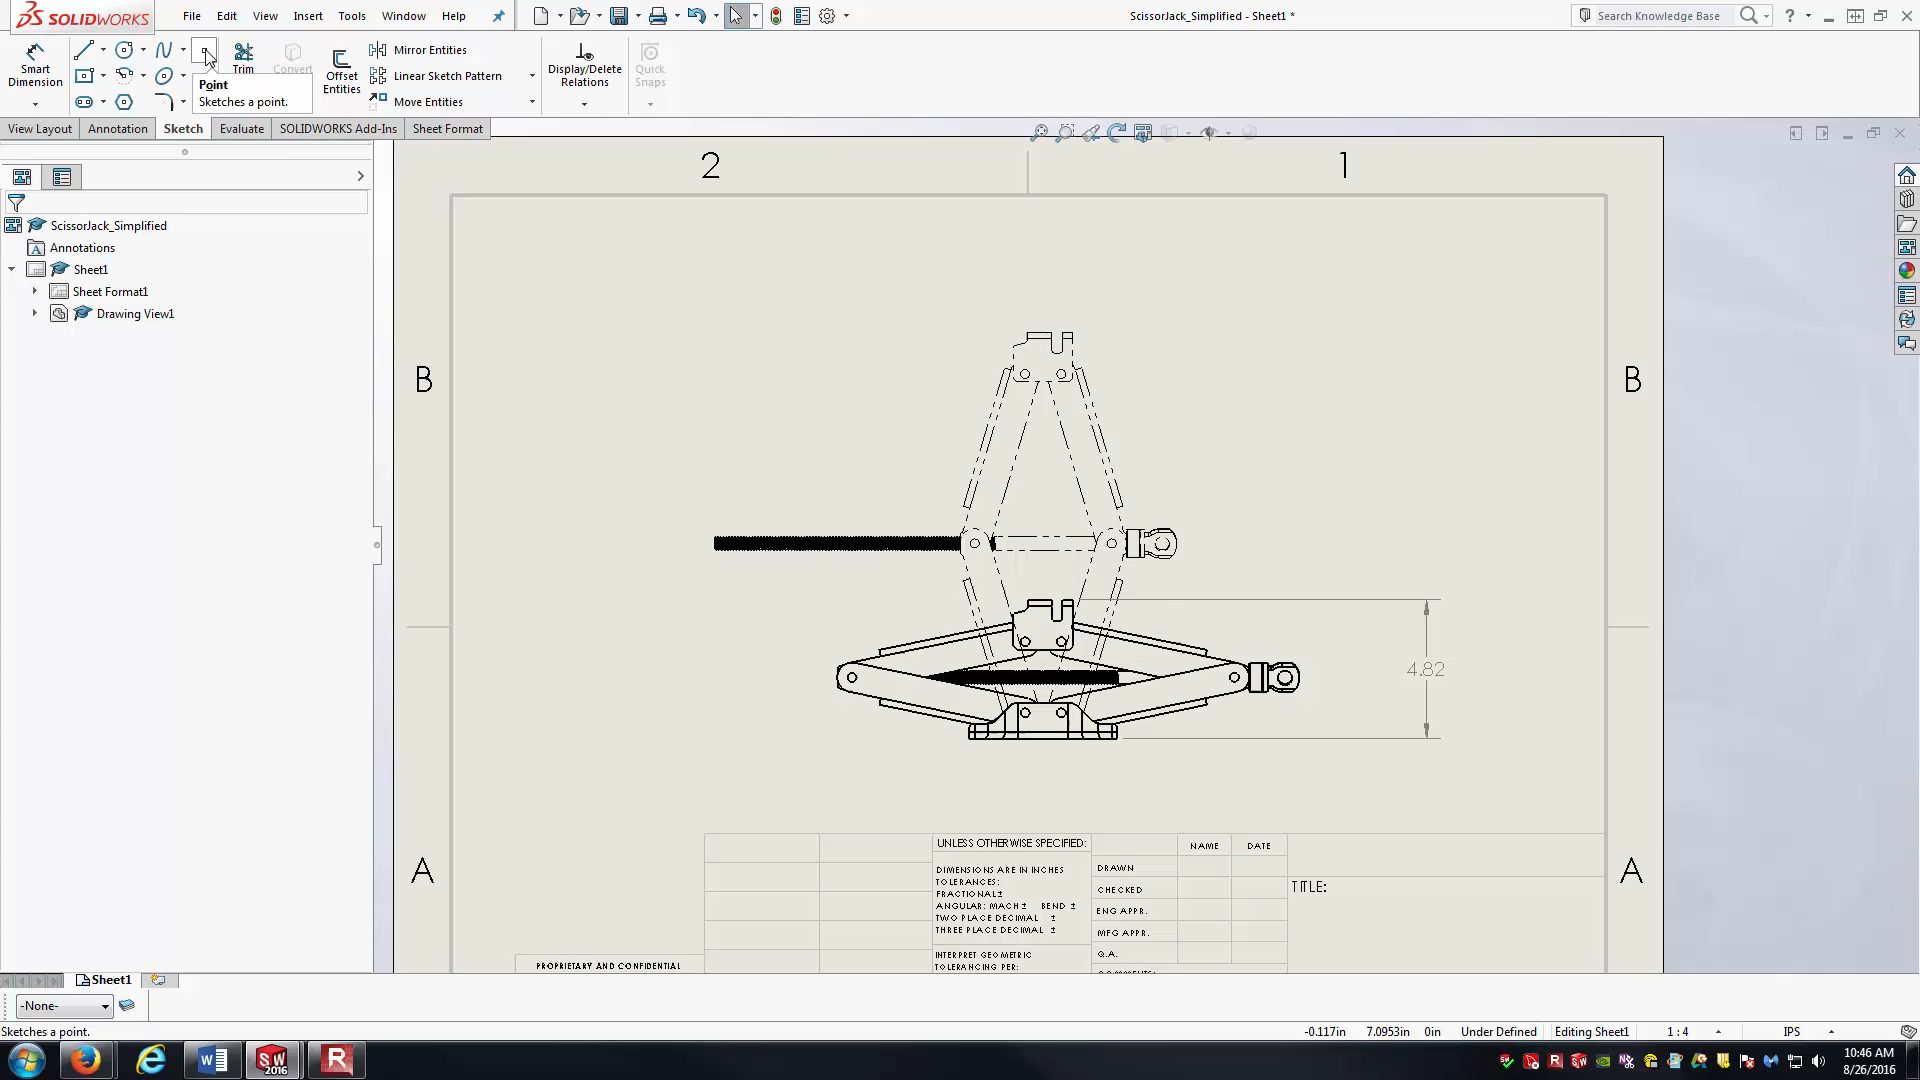 SOLIDWORKS
File Edit View Insert Tools Window Help
ScissorJack_Simplified - Sheet1 *
Search Knowledge Base
Smart Dimension
Trim
Convert
Offset Entities
Mirror Entities
Linear Sketch Pattern
Move Entities
Display/Delete Relations
Quick Snaps
Point
Sketches a point.
View Layout Annotation Sketch Evaluate SOLIDWORKS Add-Ins Sheet Format
ScissorJack_Simplified
Annotations
Sheet1
Sheet Format1
Drawing View1
2 1
B B
4.82
A A
UNLESS OTHERWISE SPECIFIED:
DIMENSIONS ARE IN INCHES
TOLERANCES:
FRACTIONAL ±
ANGULAR: MACH ± BEND ±
TWO PLACE DECIMAL ±
THREE PLACE DECIMAL ±
INTERPRET GEOMETRIC
TOLERANCING PER:
NAME DATE
DRAWN
CHECKED
ENG APPR.
MFG APPR.
Q.A.
TITLE:
PROPRIETARY AND CONFIDENTIAL
Sheet1
-None-
Sketches a point.
-0.117in 7.0953in 0in Under Defined Editing Sheet1 1 : 4 IPS
SW 2016
10:46 AM
8/26/2016